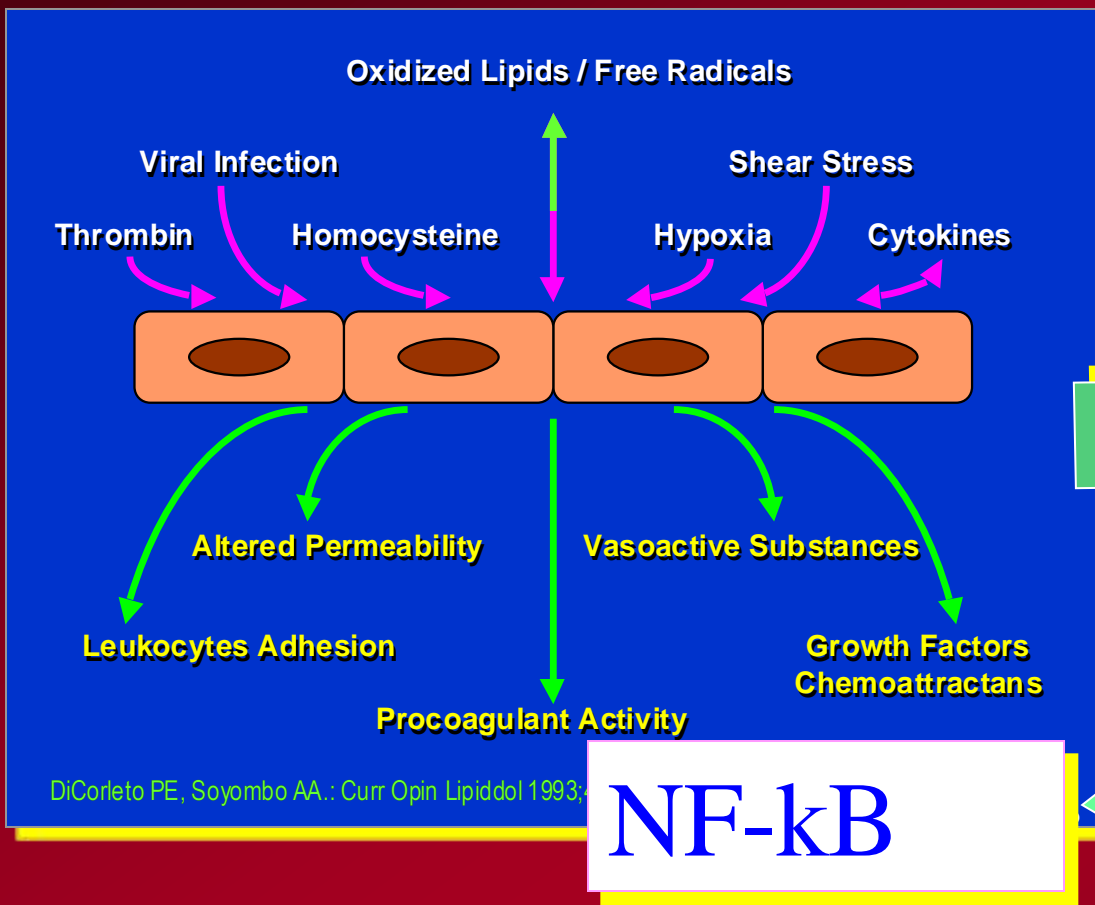 Oxidized Lipids / Free Radicals
Viral Infection
Shear Stress
Thrombin
Homocysteine
Hypoxia
Cytokines
Altered Permeability
Vasoactive Substances
Leukocytes Adhesion
Growth Factors
Chemoattractans
Procoagulant Activity
DiCorleto PE, Soyombo AA.: Curr Opin Lipiddol 1993;
NF-kB